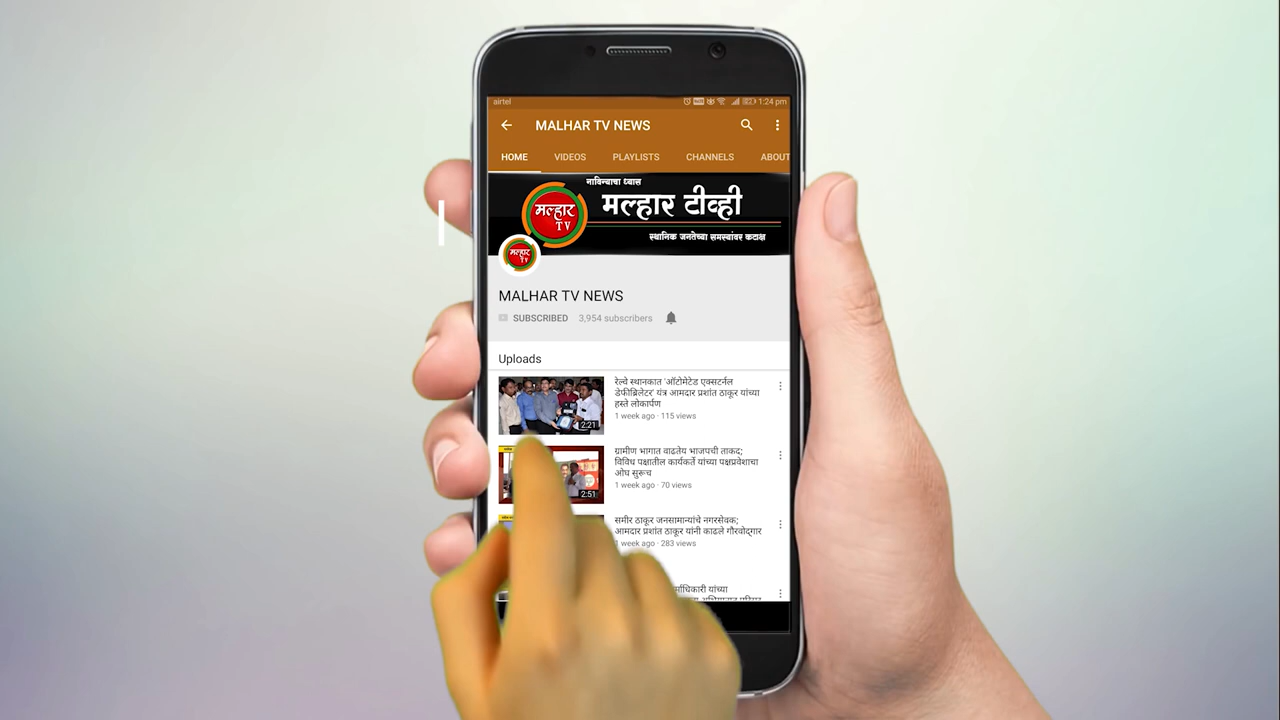 airtel 1:24 pm
MALHAR TV NEWS
HOME VIDEOS PLAYLISTS CHANNELS ABOUT
नाविन्याचा ध्यास
मल्हार टीव्ही
मल्हार
TV
स्थानिक जनतेच्या समस्यांवर कटाक्ष
मल्हार
TV
MALHAR TV NEWS
SUBSCRIBED 3,954 subscribers
Uploads
रेल्वे स्थानकात 'ऑटोमेटेड एक्सटर्नल
डेफीब्रिलेटर' यंत्र आमदार प्रशांत ठाकूर यांच्या
हस्ते लोकार्पण
1 week ago · 115 views
2:21
ग्रामीण भागात वाढतेय भाजपची ताकद;
विविध पक्षातील कार्यकर्ते यांच्या पक्षप्रवेशाचा
ओघ सुरूच
1 week ago · 70 views
2:51
समीर ठाकूर जनसामान्यांचे नगरसेवक;
आमदार प्रशांत ठाकूर यांनी काढले गौरवोद्गार
1 week ago · 283 views
यांच्या